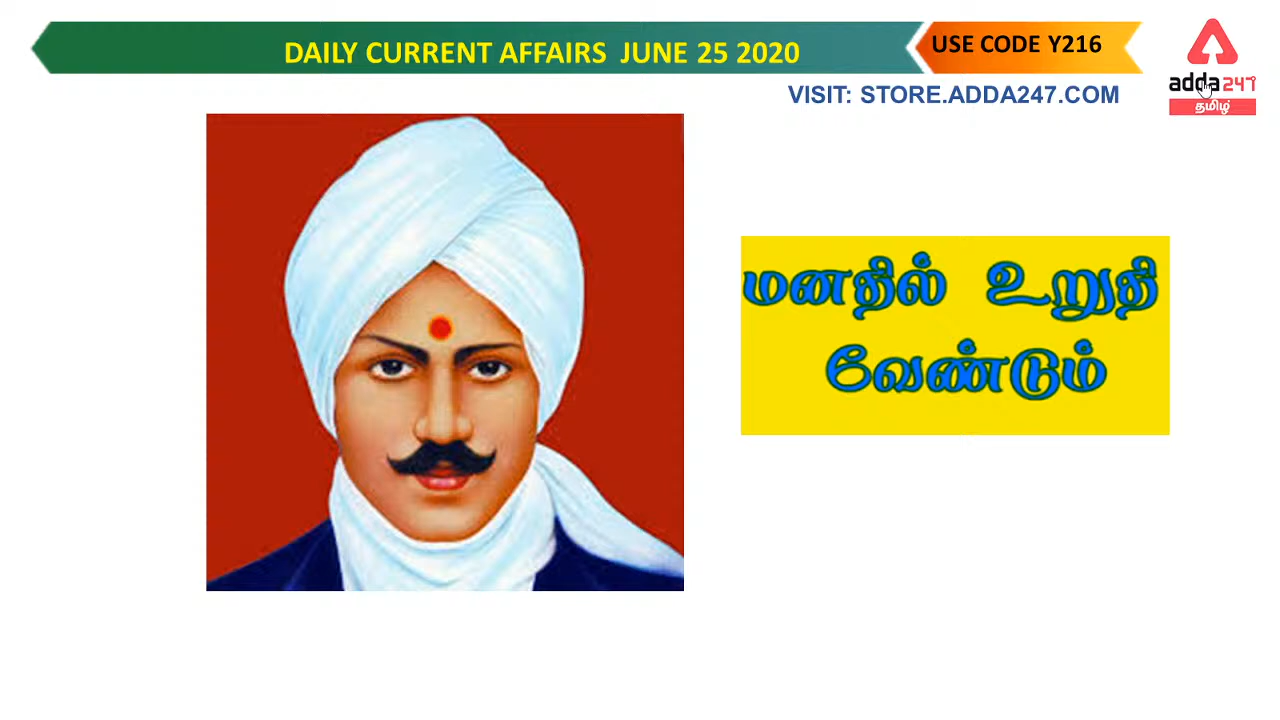 DAILY CURRENT AFFAIRS JUNE 25 2020
USE CODE Y216
VISIT: STORE.ADDA247.COM
adda247
தமிழ்
மனதில் உறுதி
வேண்டும்